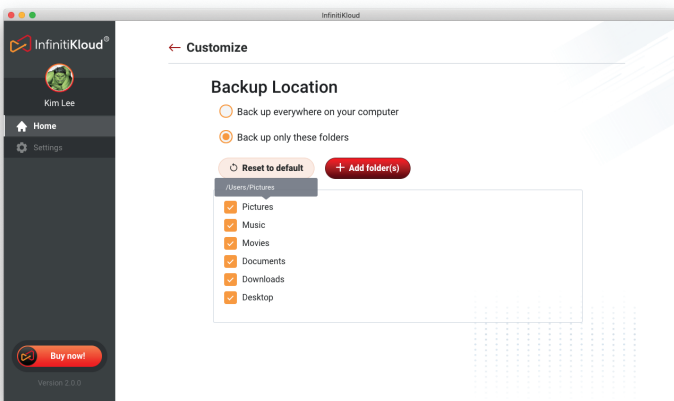 InfinitiKloud
InfinitiKloud®
Kim Lee
Home
Settings
Buy now!
Version 2.0.0
← Customize
Backup Location
Back up everywhere on your computer
Back up only these folders
Reset to default
+ Add folder(s)
/Users/Pictures
Pictures
Music
Movies
Documents
Downloads
Desktop